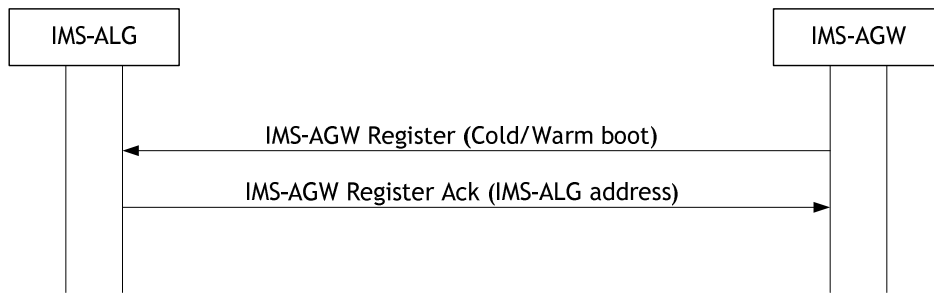 IMS-ALG
IMS-AGW
IMS-AGW Register (Cold/Warm boot)
IMS-AGW Register Ack (IMS-ALG address)